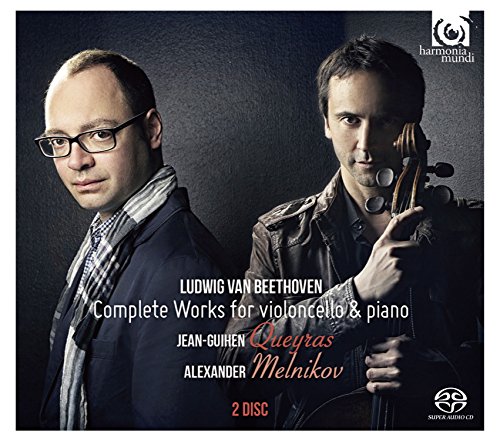 harmonia
mundi
LUDWIG VAN BEETHOVEN
Complete Works for violoncello & piano
JEAN-GUIHEN Queyras
ALEXANDER Melnikov
2 DISC
SUPER AUDIO CD